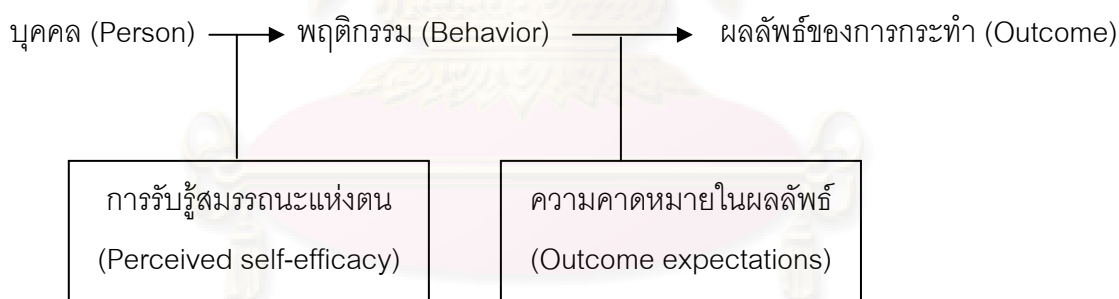 บุคคล (Person) พฤติกรรม (Behavior) ผลลัพธ์ของการกระทำ (Outcome)
การรับรู้สมรรถนะแห่งตน
(Perceived self-efficacy)
ความคาดหมายในผลลัพธ์
(Outcome expectations)